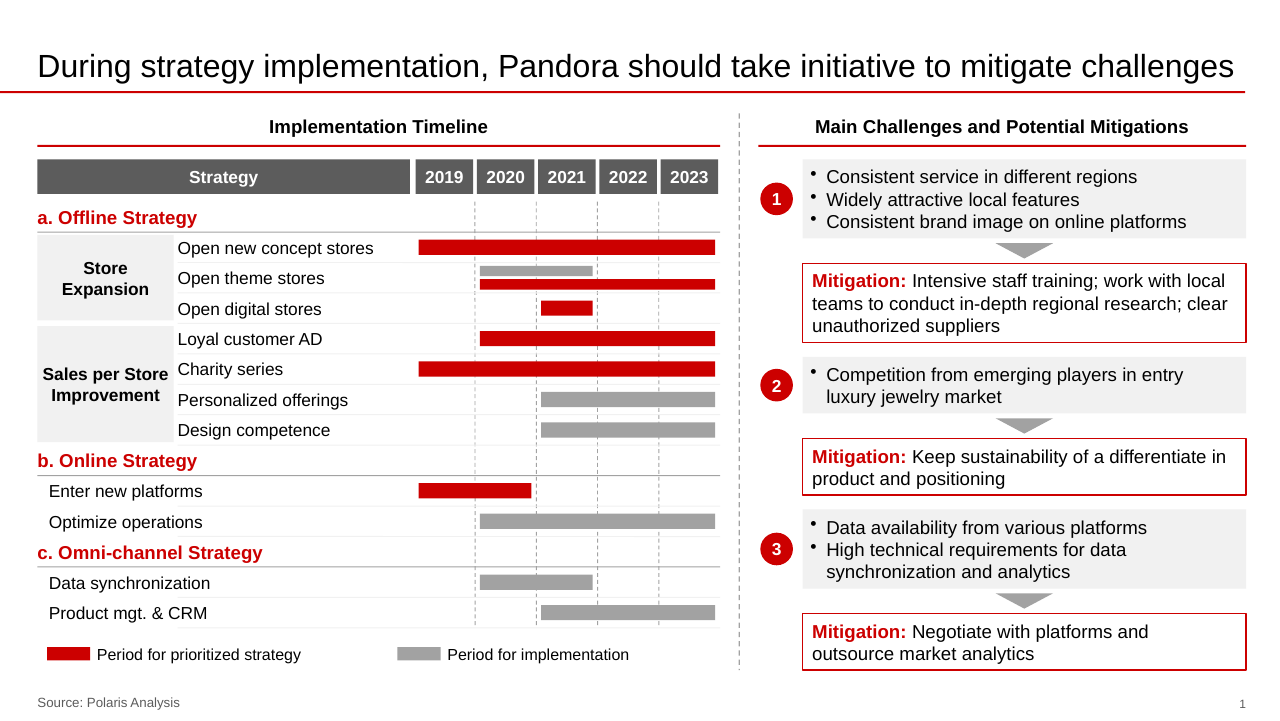 During strategy implementation, Pandora should take initiative to mitigate challenges
Implementation Timeline
Strategy 2019 2020 2021 2022 2023
a. Offline Strategy
Store
Expansion
Open new concept stores
Open theme stores
Open digital stores
Sales per Store
Improvement
Loyal customer AD
Charity series
Personalized offerings
Design competence
b. Online Strategy
Enter new platforms
Optimize operations
c. Omni-channel Strategy
Data synchronization
Product mgt. & CRM
Period for prioritized strategy
Period for implementation
Main Challenges and Potential Mitigations
1
• Consistent service in different regions
• Widely attractive local features
• Consistent brand image on online platforms
Mitigation: Intensive staff training; work with local
teams to conduct in-depth regional research; clear
unauthorized suppliers
2
• Competition from emerging players in entry
luxury jewelry market
Mitigation: Keep sustainability of a differentiate in
product and positioning
3
• Data availability from various platforms
• High technical requirements for data
synchronization and analytics
Mitigation: Negotiate with platforms and
outsource market analytics
Source: Polaris Analysis
1